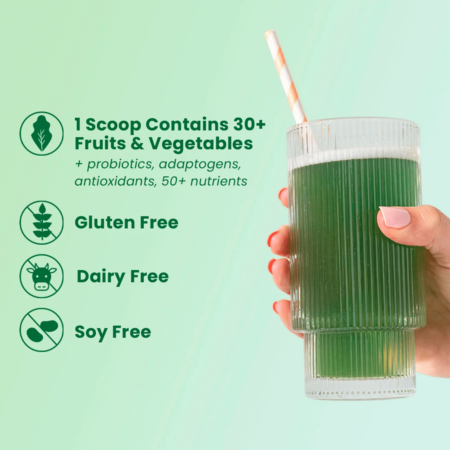 1 Scoop Contains 30+
Fruits & Vegetables
+ probiotics, adaptogens,
antioxidants, 50+ nutrients
Gluten Free
Dairy Free
Soy Free